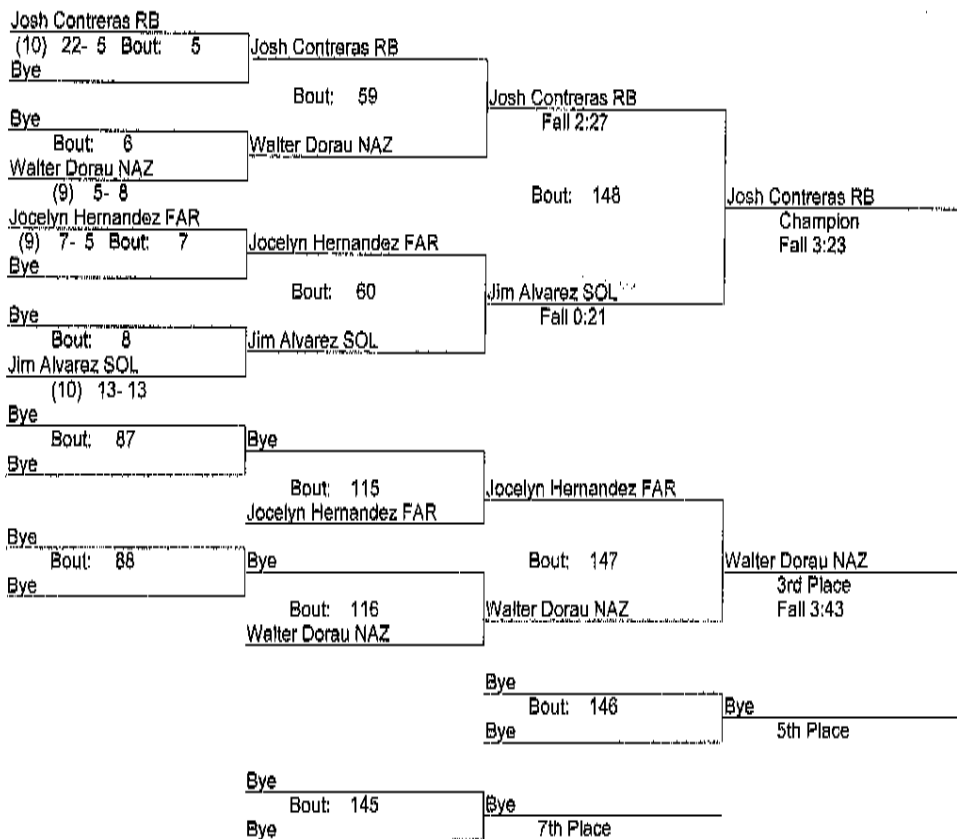 Josh Contreras RB
(10) 22- 5 Bout: 5
Bye
Josh Contreras RB
Bout: 59
Bye
Bout: 6
Walter Dorau NAZ
(9) 5- 8
Walter Dorau NAZ
Josh Contreras RB
Fall 2:27
Bout: 148
Jocelyn Hernandez FAR
(9) 7- 5 Bout: 7
Bye
Jocelyn Hernandez FAR
Bout: 60
Bye
Bout: 8
Jim Alvarez SOL
(10) 13- 13
Jim Alvarez SOL
Jim Alvarez SOL
Fall 0:21
Josh Contreras RB
Champion
Fall 3:23
Bye
Bout: 87
Bye
Bye
Bout: 115
Jocelyn Hernandez FAR
Jocelyn Hernandez FAR
Bout: 147
Bye
Bout: 88
Bye
Bye
Bout: 116
Walter Dorau NAZ
Walter Dorau NAZ
Walter Dorau NAZ
3rd Place
Fall 3:43
Bye
Bout: 146
Bye
Bye
5th Place
Bye
Bout: 145
Bye
Bye
7th Place